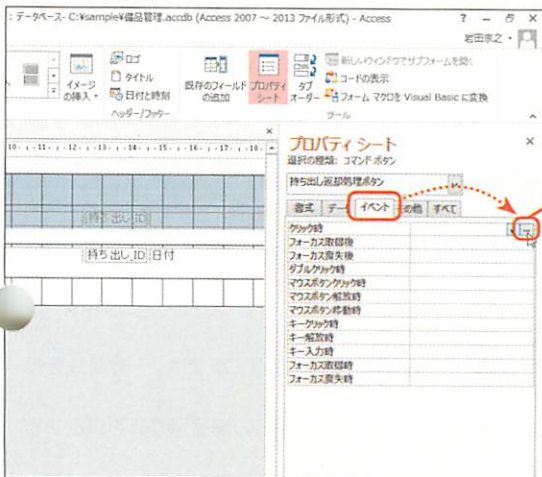 : データベース- C:¥sample¥備品管理.accdb (Access 2007 ～ 2013 ファイル形式) - Access
?
岩田宗之
イメージ
の挿入
ロゴ
タイトル
日付と時刻
ヘッダー/フッター
既存のフィールド
の追加
プロパティ
シート
タブ
オーダー
新しいウィンドウでサブフォームを開く
コードの表示
フォーム マクロを Visual Basic に変換
ツール
10・・・11・・・12・・・13・・・14・・・15・・・16・・・17・・・18・
持ち出し_ID
持ち出し_ID 日付
プロパティ シート
選択の種類: コマンド ボタン
持ち出し返却処理ボタン
書式 データ イベント その他 すべて
クリック時
フォーカス取得後
フォーカス喪失後
ダブルクリック時
マウスボタンクリック時
マウスボタン解放時
マウスボタン移動時
キークリック時
キー解放時
キー入力時
フォーカス取得時
フォーカス喪失時